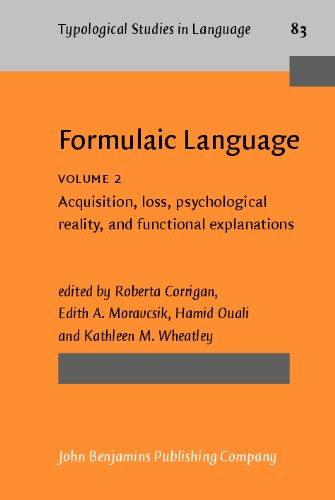 Typological Studies in Language 83
Formulaic Language
VOLUME 2
Acquisition, loss, psychological
reality, and functional explanations
edited by Roberta Corrigan,
Edith A. Moravcsik, Hamid Ouali
and Kathleen M. Wheatley
John Benjamins Publishing Company